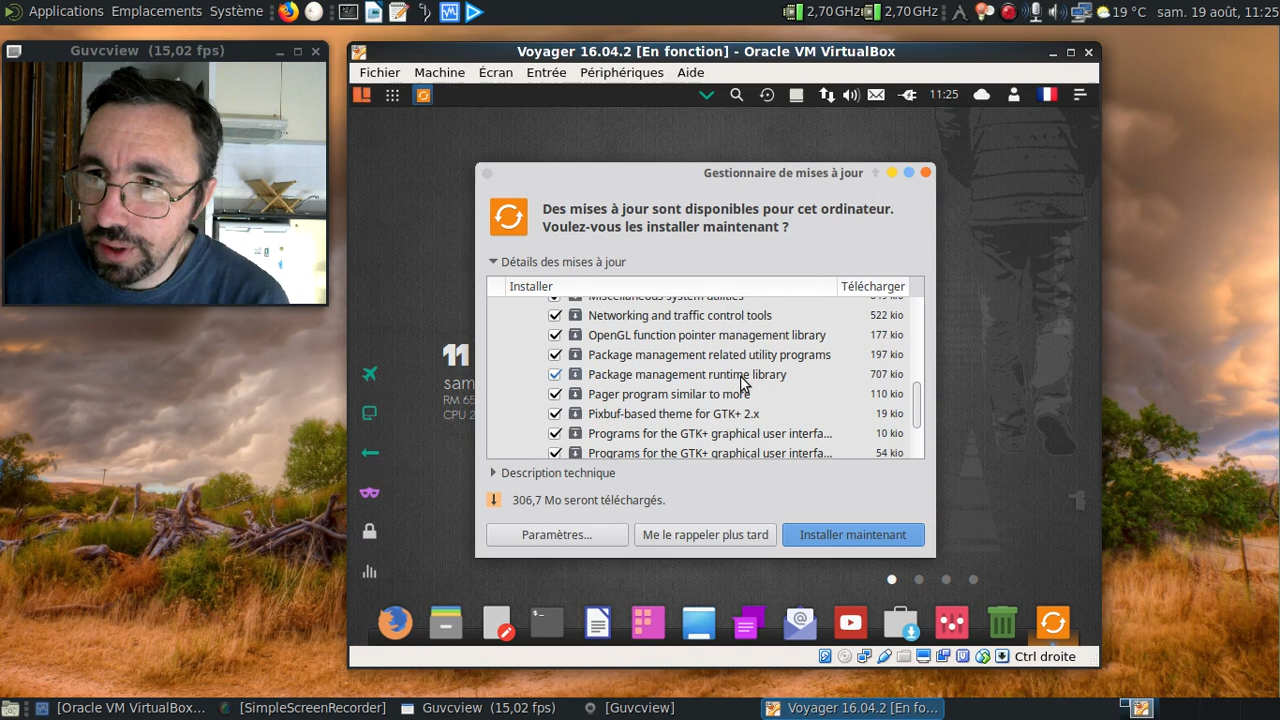 Applications Emplacements Système
2,70 GHz 2,70 GHz 19 °C sam. 19 août, 11:25
Guvcview (15,02 fps)
Voyager 16.04.2 [En fonction] - Oracle VM VirtualBox
Fichier Machine Écran Entrée Périphériques Aide
11:25
Gestionnaire de mises à jour
Des mises à jour sont disponibles pour cet ordinateur.
Voulez-vous les installer maintenant ?
Détails des mises à jour
Installer Télécharger
Miscellaneous system utilities
Networking and traffic control tools 522 kio
OpenGL function pointer management library 177 kio
Package management related utility programs 197 kio
Package management runtime library 707 kio
Pager program similar to more 110 kio
Pixbuf-based theme for GTK+ 2.x 19 kio
Programs for the GTK+ graphical user interfa... 10 kio
Programs for the GTK+ graphical user interfa... 54 kio
11
sam
RM 65
CPU 2
Description technique
306,7 Mo seront téléchargés.
Paramètres... Me le rappeler plus tard Installer maintenant
Ctrl droite
[Oracle VM VirtualBox... [SimpleScreenRecorder] Guvcview (15,02 fps) [Guvcview] Voyager 16.04.2 [En fo...